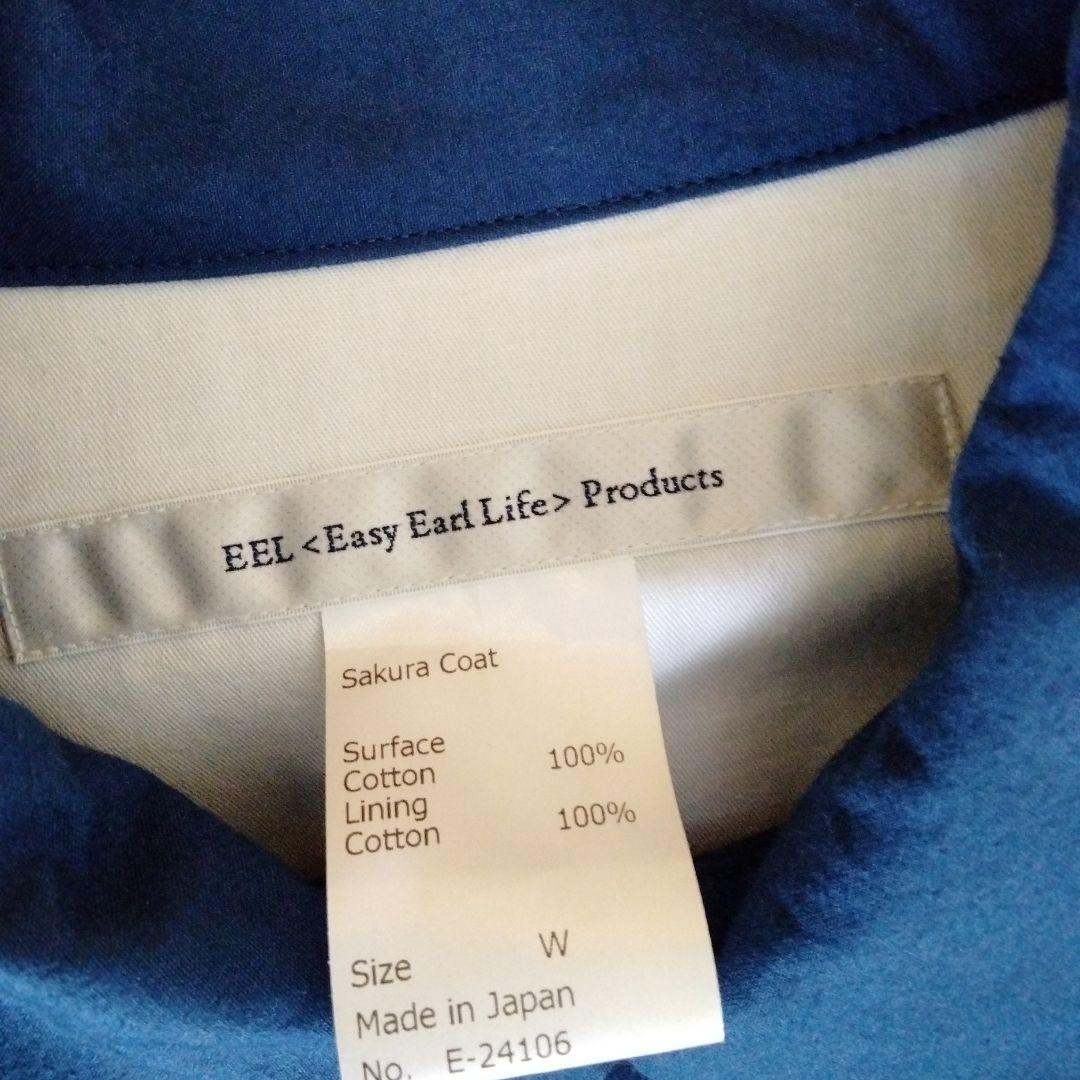 EEL <Easy Earl Life> Products
Sakura Coat
Surface
Cotton 100%
Lining
Cotton 100%
Size W
Made in Japan
No. E-24106